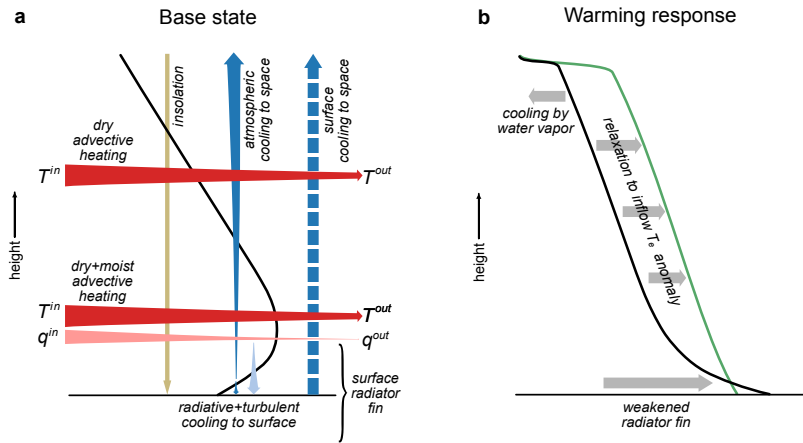 a
Base state
insolation
atmospheric
cooling to space
surface
cooling to space
dry
advective
heating
T^in
T^out
height
dry+moist
advective
heating
T^in
T^out
q^in
q^out
surface
radiator
fin
radiative+turbulent
cooling to surface
b
Warming response
cooling by
water vapor
relaxation to inflow T_e anomaly
height
weakened
radiator fin